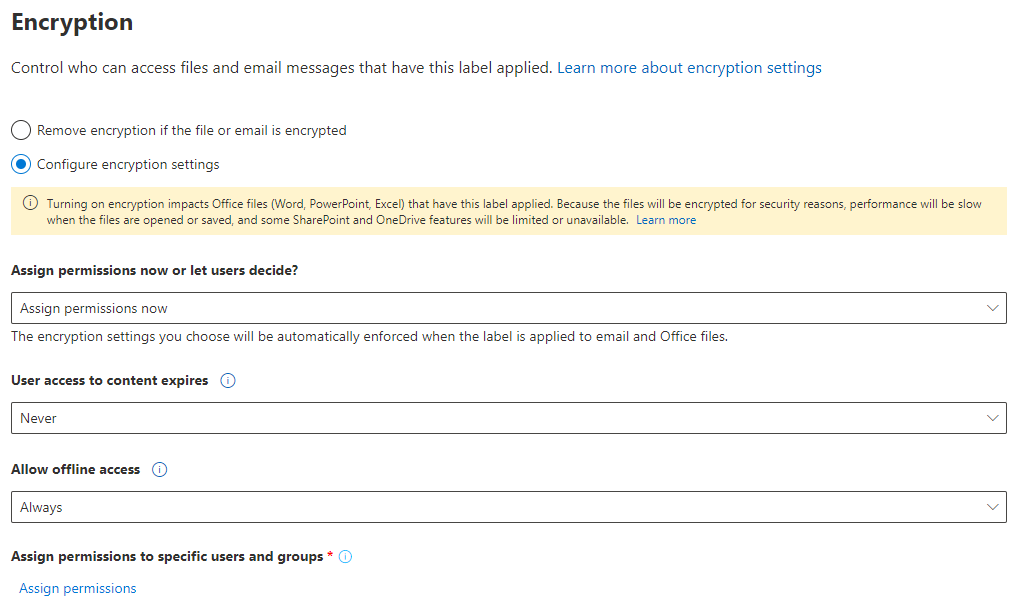 Encryption
Control who can access files and email messages that have this label applied. Learn more about encryption settings
Remove encryption if the file or email is encrypted
Configure encryption settings
Turning on encryption impacts Office files (Word, PowerPoint, Excel) that have this label applied. Because the files will be encrypted for security reasons, performance will be slow
when the files are opened or saved, and some SharePoint and OneDrive features will be limited or unavailable. Learn more
Assign permissions now or let users decide?
Assign permissions now
The encryption settings you choose will be automatically enforced when the label is applied to email and Office files.
User access to content expires
Never
Allow offline access
Always
Assign permissions to specific users and groups *
Assign permissions